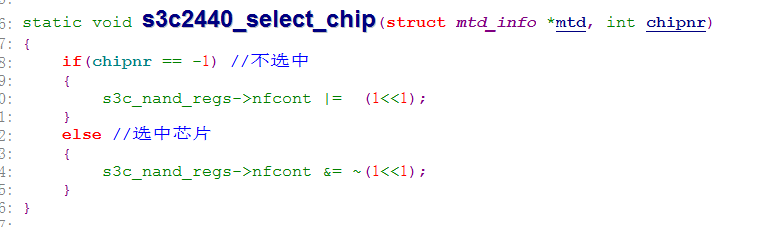 6: static void s3c2440_select_chip(struct mtd_info *mtd, int chipnr)
7: {
8:     if(chipnr == -1) //不选中
9:     {
0:         s3c_nand_regs->nfcont |=  (1<<1);
1:     }
2:     else //选中芯片
3:     {
4:         s3c_nand_regs->nfcont &= ~(1<<1);
5:     }
6: }
7: